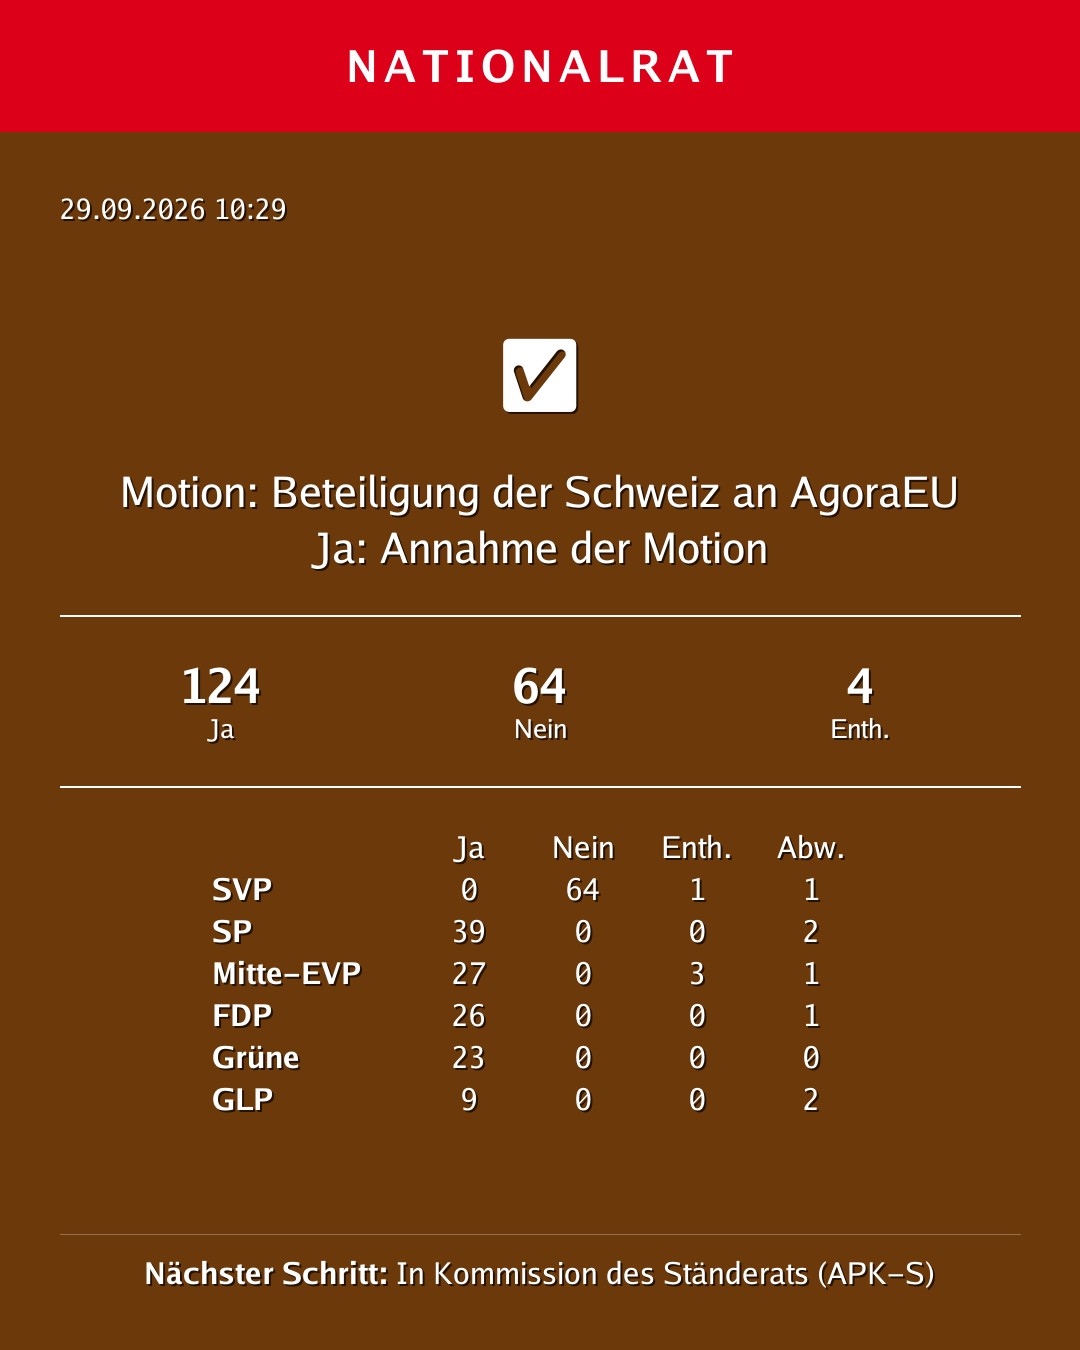 NATIONALRAT
29.09.2026 10:29
Motion: Beteiligung der Schweiz an AgoraEU
Ja: Annahme der Motion
124 64 4
Ja Nein Enth.
Ja Nein Enth. Abw.
SVP 0 64 1 1
SP 39 0 0 2
Mitte-EVP 27 0 3 1
FDP 26 0 0 1
Grüne 23 0 0 0
GLP 9 0 0 2
Nächster Schritt: In Kommission des Ständerats (APK-S)